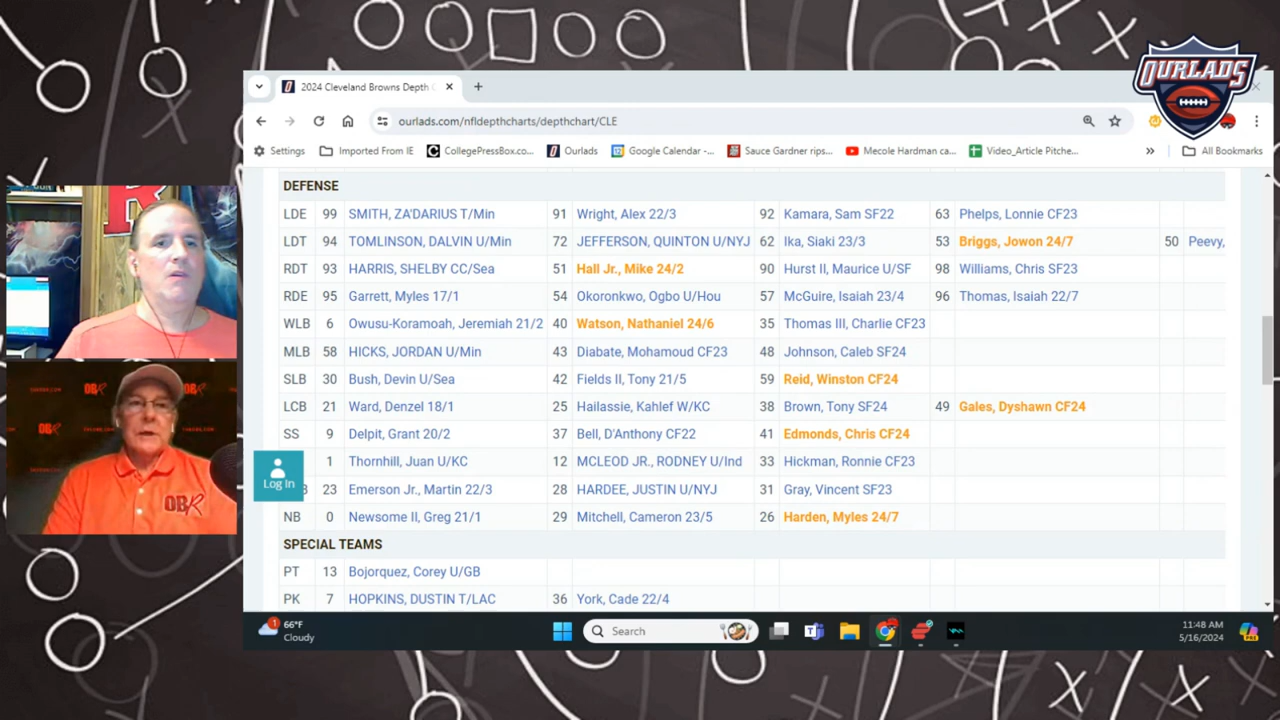 OURLADS
2024 Cleveland Browns Depth C
ourlads.com/nfldepthcharts/depthchart/CLE
Settings Imported From IE CollegePressBox.co... Ourlads Google Calendar -... Sauce Gardner rips... Mecole Hardman ca... Video_Article Pitche... » All Bookmarks
DEFENSE
LDE 99 SMITH, ZA'DARIUS T/Min 91 Wright, Alex 22/3 92 Kamara, Sam SF22 63 Phelps, Lonnie CF23
LDT 94 TOMLINSON, DALVIN U/Min 72 JEFFERSON, QUINTON U/NYJ 62 Ika, Siaki 23/3 53 Briggs, Jowon 24/7 50 Peevy,
RDT 93 HARRIS, SHELBY CC/Sea 51 Hall Jr., Mike 24/2 90 Hurst II, Maurice U/SF 98 Williams, Chris SF23
RDE 95 Garrett, Myles 17/1 54 Okoronkwo, Ogbo U/Hou 57 McGuire, Isaiah 23/4 96 Thomas, Isaiah 22/7
WLB 6 Owusu-Koramoah, Jeremiah 21/2 40 Watson, Nathaniel 24/6 35 Thomas III, Charlie CF23
MLB 58 HICKS, JORDAN U/Min 43 Diabate, Mohamoud CF23 48 Johnson, Caleb SF24
SLB 30 Bush, Devin U/Sea 42 Fields II, Tony 21/5 59 Reid, Winston CF24
LCB 21 Ward, Denzel 18/1 25 Hailassie, Kahlef W/KC 38 Brown, Tony SF24 49 Gales, Dyshawn CF24
SS 9 Delpit, Grant 20/2 37 Bell, D'Anthony CF22 41 Edmonds, Chris CF24
1 Thornhill, Juan U/KC 12 MCLEOD JR., RODNEY U/Ind 33 Hickman, Ronnie CF23
Log In
B 23 Emerson Jr., Martin 22/3 28 HARDEE, JUSTIN U/NYJ 31 Gray, Vincent SF23
NB 0 Newsome II, Greg 21/1 29 Mitchell, Cameron 23/5 26 Harden, Myles 24/7
SPECIAL TEAMS
PT 13 Bojorquez, Corey U/GB
PK 7 HOPKINS, DUSTIN T/LAC 36 York, Cade 22/4
R
OBR
OBR
OBR
OBR
OBR
1
66°F
Cloudy
Search
11:48 AM
5/16/2024